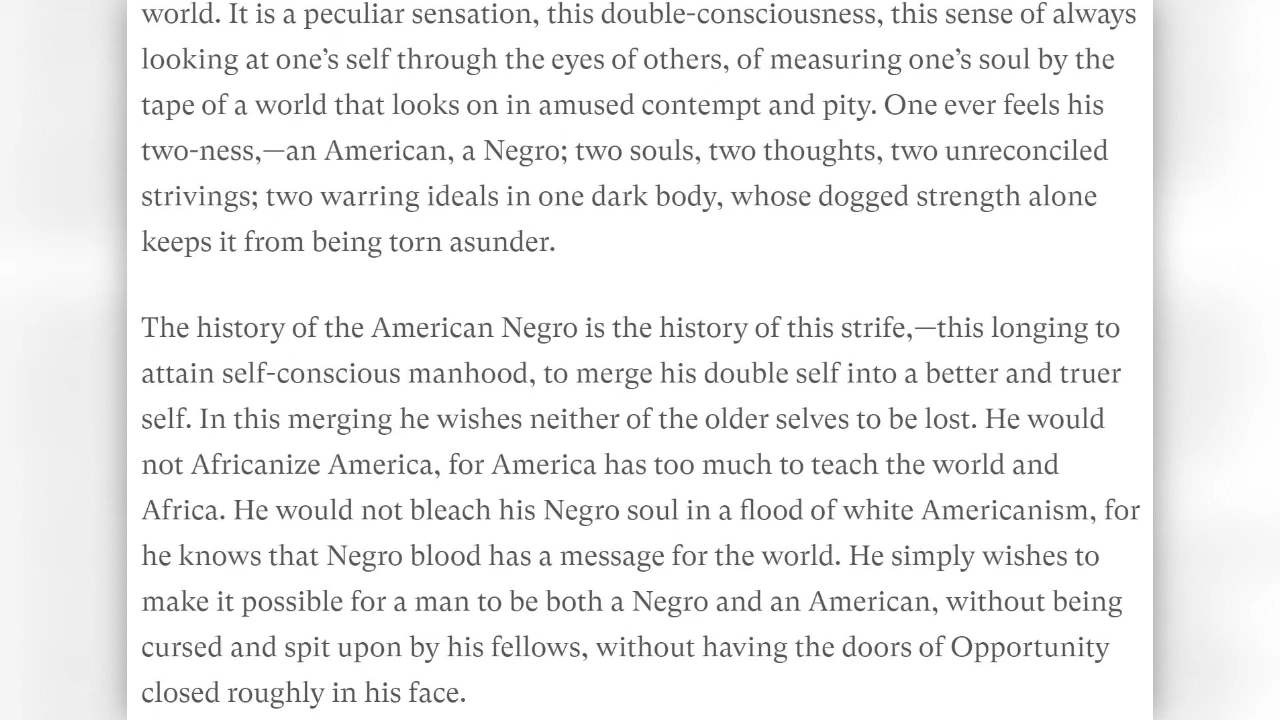 world. It is a peculiar sensation, this double-consciousness, this sense of always
looking at one’s self through the eyes of others, of measuring one’s soul by the
tape of a world that looks on in amused contempt and pity. One ever feels his
two-ness,—an American, a Negro; two souls, two thoughts, two unreconciled
strivings; two warring ideals in one dark body, whose dogged strength alone
keeps it from being torn asunder.
The history of the American Negro is the history of this strife,—this longing to
attain self-conscious manhood, to merge his double self into a better and truer
self. In this merging he wishes neither of the older selves to be lost. He would
not Africanize America, for America has too much to teach the world and
Africa. He would not bleach his Negro soul in a flood of white Americanism, for
he knows that Negro blood has a message for the world. He simply wishes to
make it possible for a man to be both a Negro and an American, without being
cursed and spit upon by his fellows, without having the doors of Opportunity
closed roughly in his face.